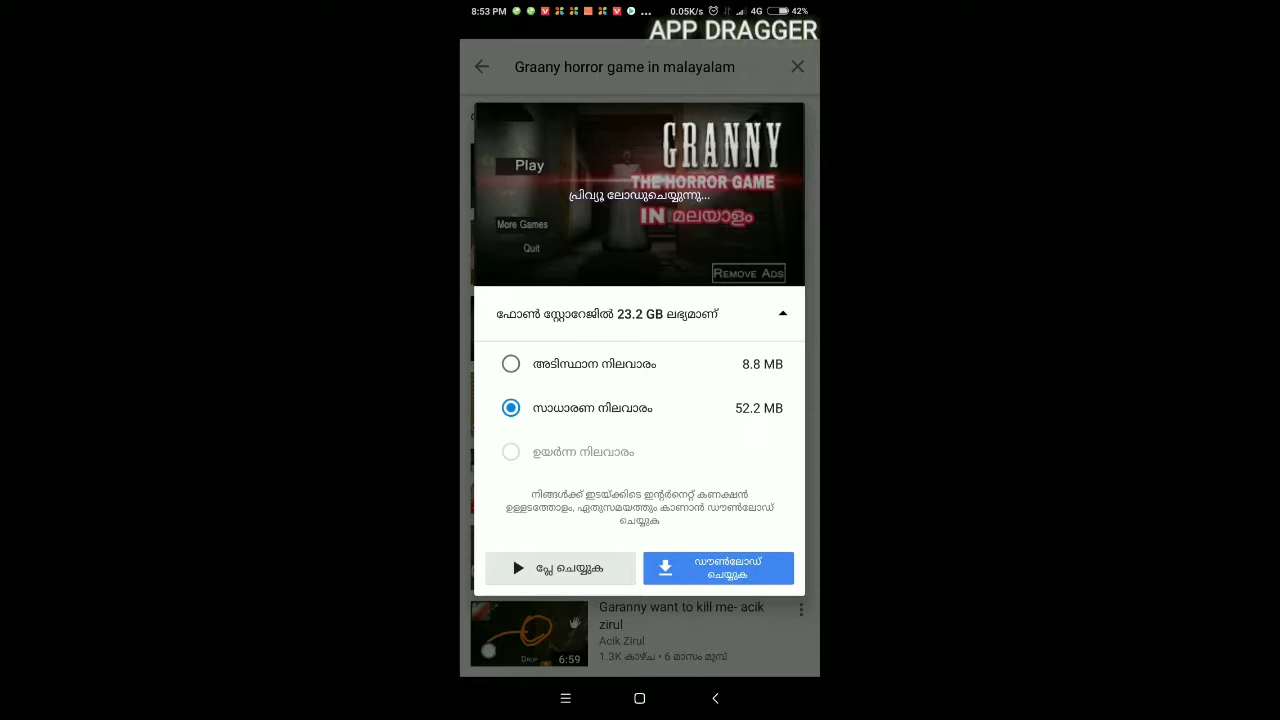 8:53 PM ... 0.05K/s 4G 42%
APP DRAGGER
Graany horror game in malayalam
GRANNY
Play
THE HORROR GAME
പ്രിവ്യൂ ലോഡുചെയ്യുന്നു...
IN മലയാളം
More Games
Quit
REMOVE ADS
ഫോൺ സ്റ്റോറേജിൽ 23.2 GB ലഭ്യമാണ്
അടിസ്ഥാന നിലവാരം 8.8 MB
സാധാരണ നിലവാരം 52.2 MB
ഉയർന്ന നിലവാരം
നിങ്ങൾക്ക് ഇടയ്ക്കിടെ ഇന്റർനെറ്റ് കണക്ഷൻ
ഉള്ളടത്തോളം, ഏതുസമയത്തും കാണാൻ ഡൗൺലോഡ്
ചെയ്യുക
പ്ലേ ചെയ്യുക
ഡൗൺലോഡ്
ചെയ്യുക
Garanny want to kill me- acik
zirul
Acik Zirul
1.3K കാഴ്ച • 6 മാസം മുമ്പ്
DROP
6:59